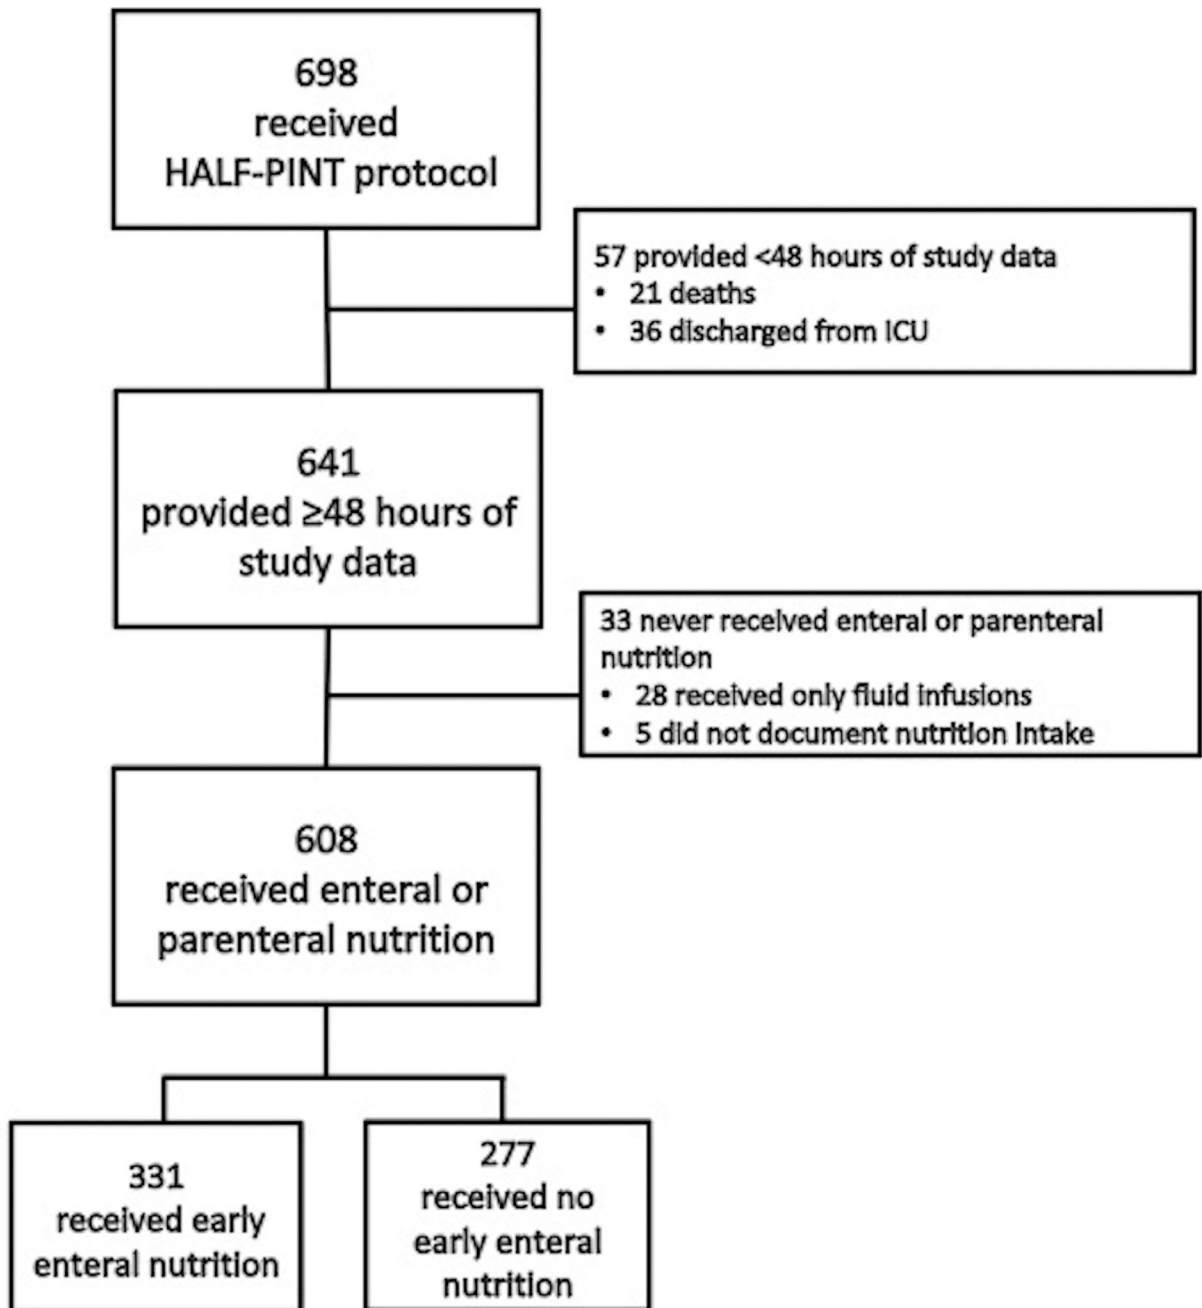 698
received
HALF-PINT protocol
57 provided <48 hours of study data
• 21 deaths
• 36 discharged from ICU
641
provided ≥48 hours of
study data
33 never received enteral or parenteral
nutrition
• 28 received only fluid infusions
• 5 did not document nutrition intake
608
received enteral or
parenteral nutrition
331
received early
enteral nutrition
277
received no
early enteral
nutrition